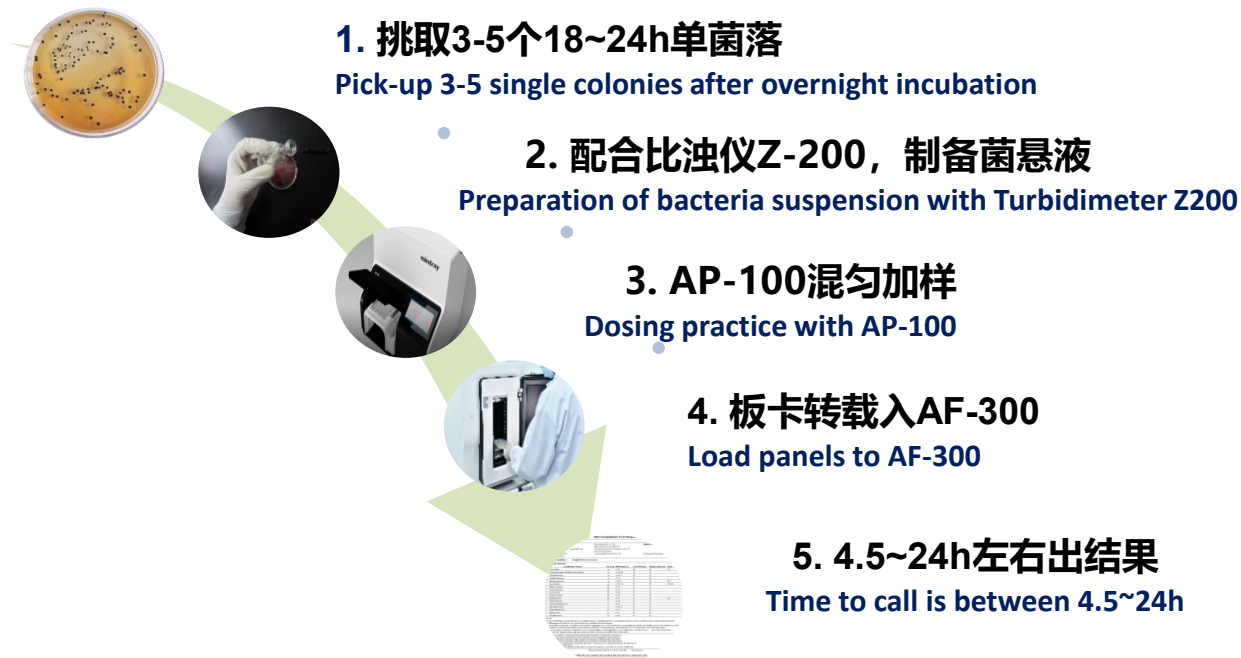 1. 挑取3-5个18~24h单菌落
Pick-up 3-5 single colonies after overnight incubation
2. 配合比浊仪Z-200，制备菌悬液
Preparation of bacteria suspension with Turbidimeter Z200
mindray
3. AP-100混匀加样
Dosing practice with AP-100
4. 板卡转载入AF-300
Load panels to AF-300
5. 4.5~24h左右出结果
Time to call is between 4.5~24h